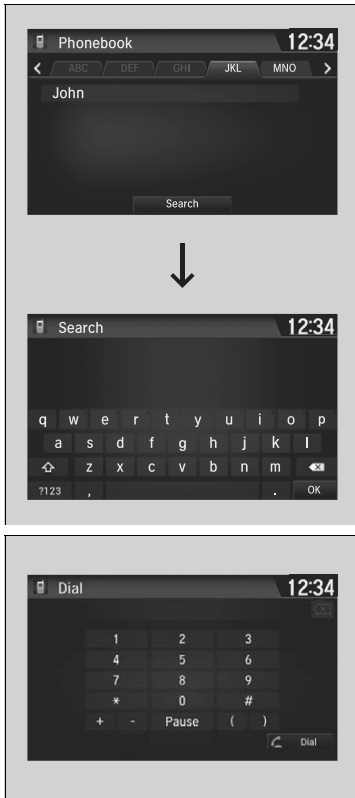 Phonebook 12:34
< ABC DEF GHI JKL MNO >
John
Search
Search 12:34
q w e r t y u i o p
a s d f g h j k l
z x c v b n m
?123 , . OK
Dial 12:34
1 2 3
4 5 6
7 8 9
* 0 #
+ - Pause ( )
Dial